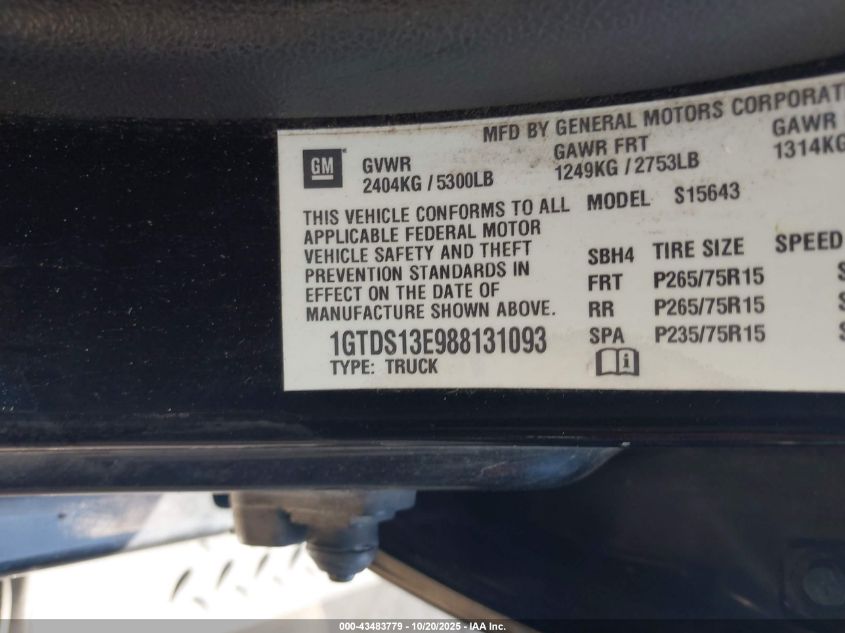 MFD BY GENERAL MOTORS CORPORAT
GM
GVWR
2404KG / 5300LB
GAWR FRT
1249KG / 2753LB
GAWR
1314KG
THIS VEHICLE CONFORMS TO ALL
APPLICABLE FEDERAL MOTOR
VEHICLE SAFETY AND THEFT
PREVENTION STANDARDS IN
EFFECT ON THE DATE OF
MANUFACTURE SHOWN ABOVE.
MODEL S15643
SBH4 TIRE SIZE SPEED
FRT P265/75R15 S
RR P265/75R15 S
SPA P235/75R15 S
1GTDS13E988131093
TYPE: TRUCK
000-43483779 - 10/20/2025 - IAA Inc.